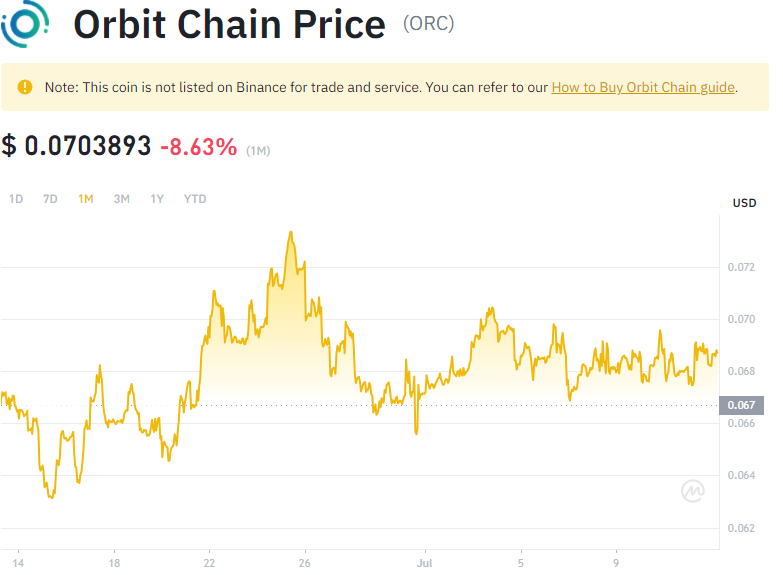 Orbit Chain Price (ORC)
Note: This coin is not listed on Binance for trade and service. You can refer to our How to Buy Orbit Chain guide.
$ 0.0703893 -8.63% (1M)
1D 7D 1M 3M 1Y YTD
USD
0.072
0.070
0.068
0.067
0.066
0.064
0.062
14 18 22 26 Jul 5 9